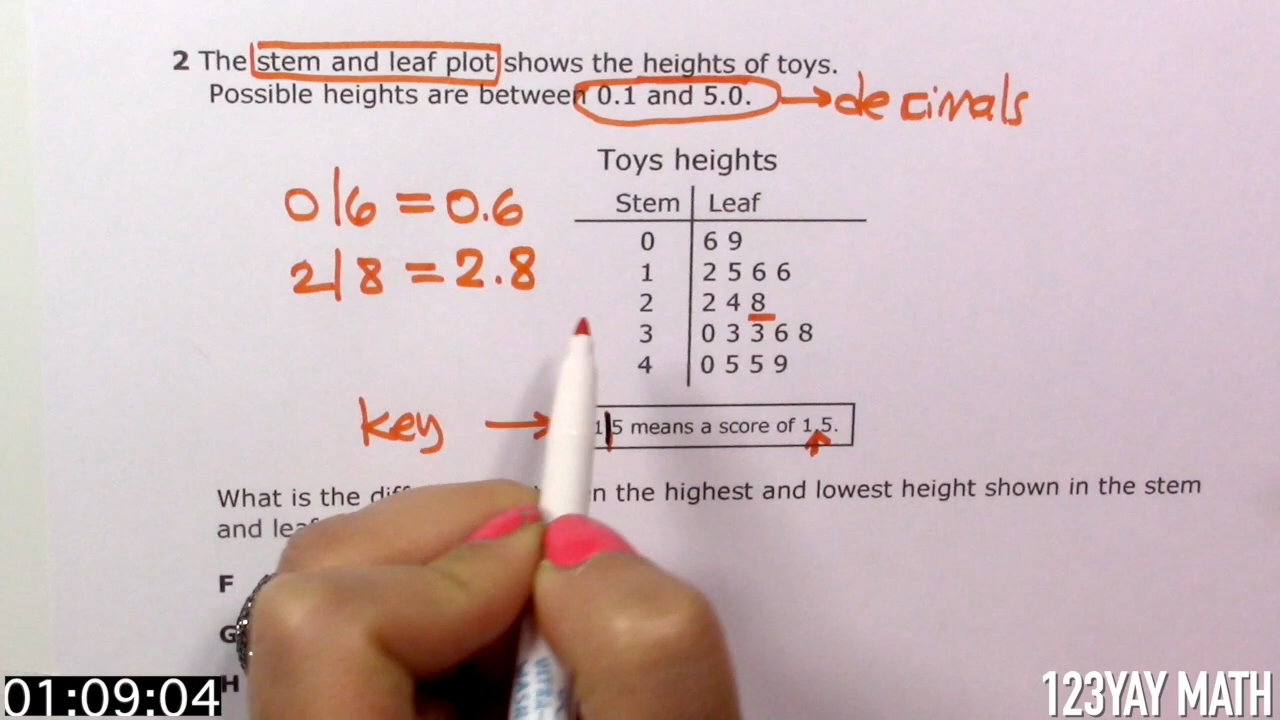 2 The stem and leaf plot shows the heights of toys.
Possible heights are between 0.1 and 5.0. → decimals
Toys heights
Stem Leaf
0 6 9
1 2 5 6 6
2 2 4 8
3 0 3 3 6 8
4 0 5 5 9
0|6 = 0.6
2|8 = 2.8
key →
1|5 means a score of 1.5.
What is the the highest and lowest height shown in the stem
and
F
G
H
01:09:04
123YAY MATH